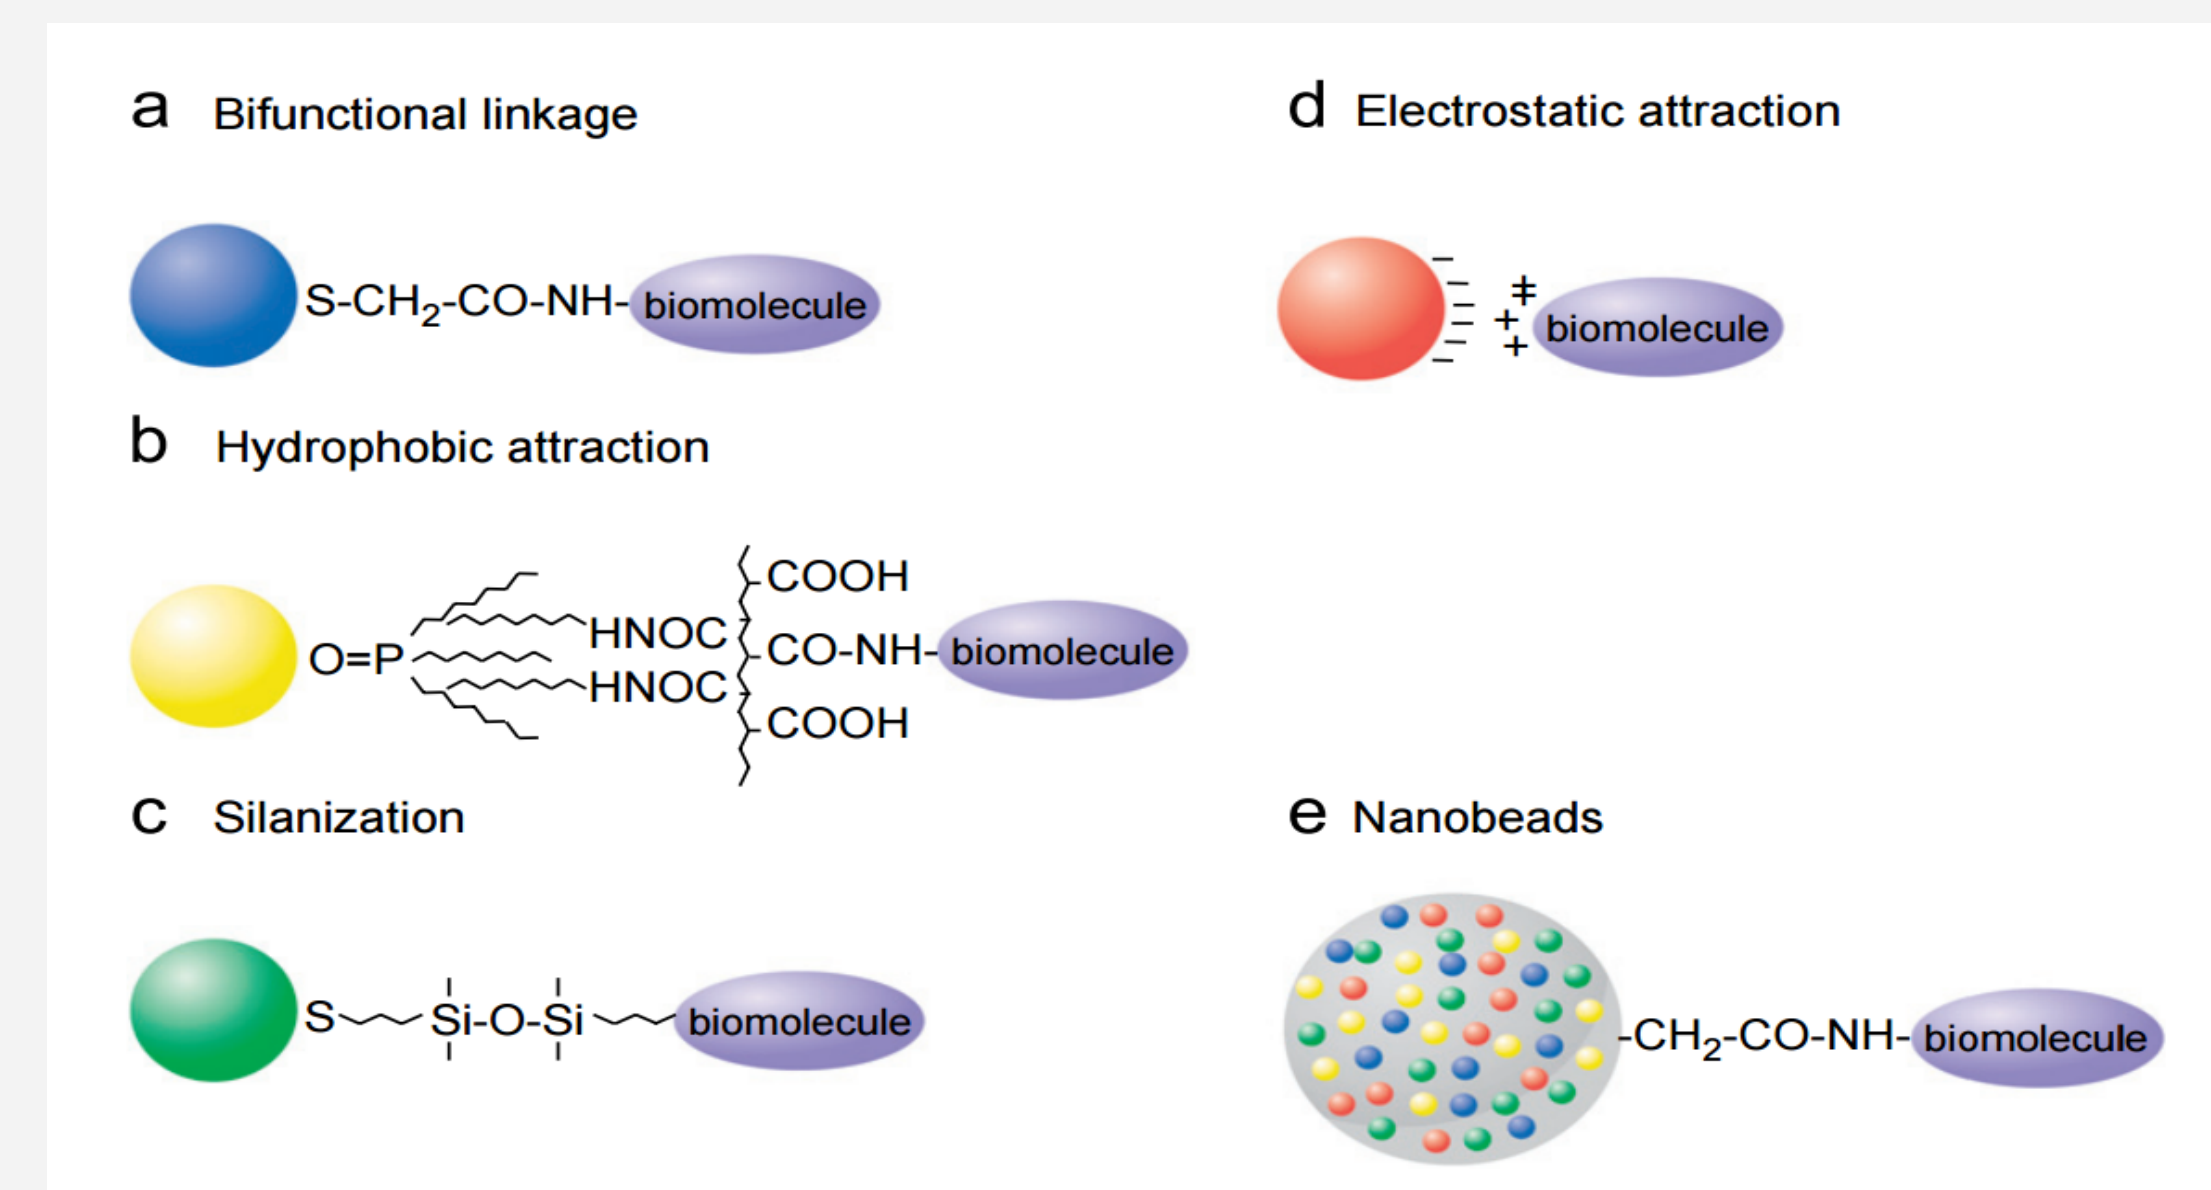 a Bifunctional linkage
S-CH₂-CO-NH-biomolecule
b Hydrophobic attraction
COOH
HNOC
O=P
CO-NH-biomolecule
HNOC
COOH
c Silanization
S Si-O-Si biomolecule
d Electrostatic attraction
− − − − − −
+ + + +
biomolecule
e Nanobeads
-CH₂-CO-NH-biomolecule